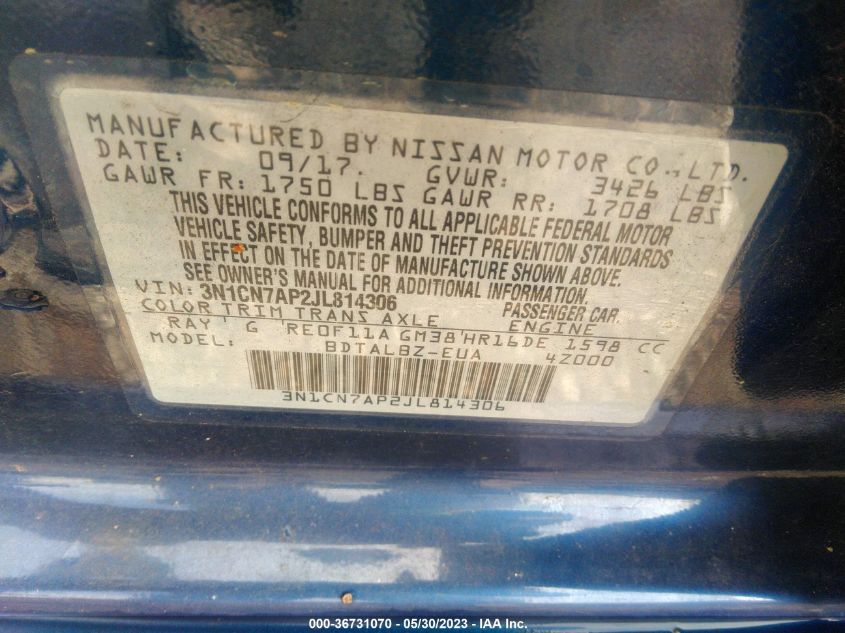 MANUFACTURED BY NISSAN MOTOR CO., LTD.
DATE: 09/17. GVWR: 3426 LBS
GAWR FR: 1750 LBS GAWR RR: 1708 LBS
THIS VEHICLE CONFORMS TO ALL APPLICABLE FEDERAL MOTOR
VEHICLE SAFETY, BUMPER AND THEFT PREVENTION STANDARDS
IN EFFECT ON THE DATE OF MANUFACTURE SHOWN ABOVE.
SEE OWNER'S MANUAL FOR ADDITIONAL INFORMATION.
VIN: 3N1CN7AP2JL814306 PASSENGER CAR.
COLOR TRIM TRANS AXLE ENGINE
RAY' G 'RE0F11A GM38'HR16DE 1598 CC
MODEL: BDTALBZ-EUA 4Z000
3N1CN7AP2JL814306
000-36731070 — 05/30/2023 — IAA Inc.